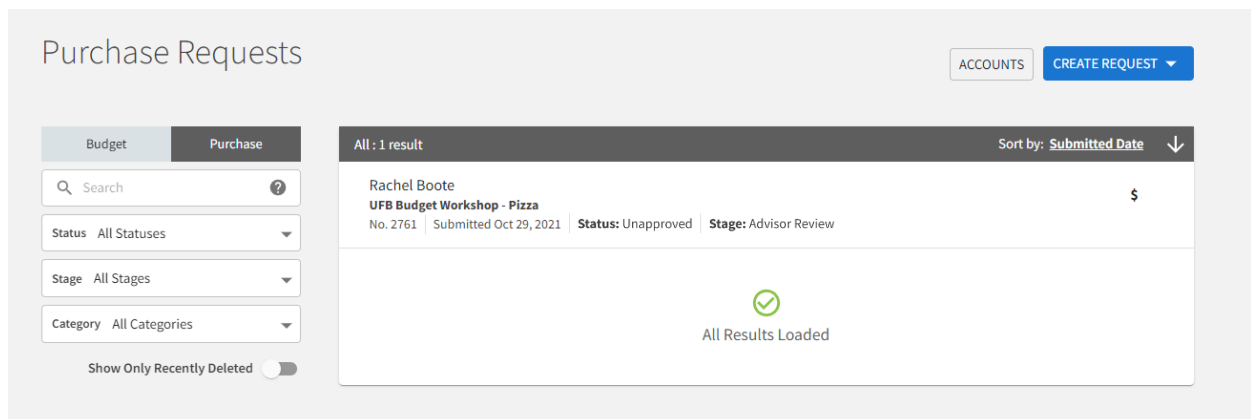 Purchase Requests
ACCOUNTS
CREATE REQUEST
Budget
Purchase
Search
?
Status All Statuses
Stage All Stages
Category All Categories
Show Only Recently Deleted
All : 1 result
Sort by: Submitted Date
Rachel Boote
$
UFB Budget Workshop - Pizza
No. 2761 Submitted Oct 29, 2021 Status: Unapproved Stage: Advisor Review
All Results Loaded